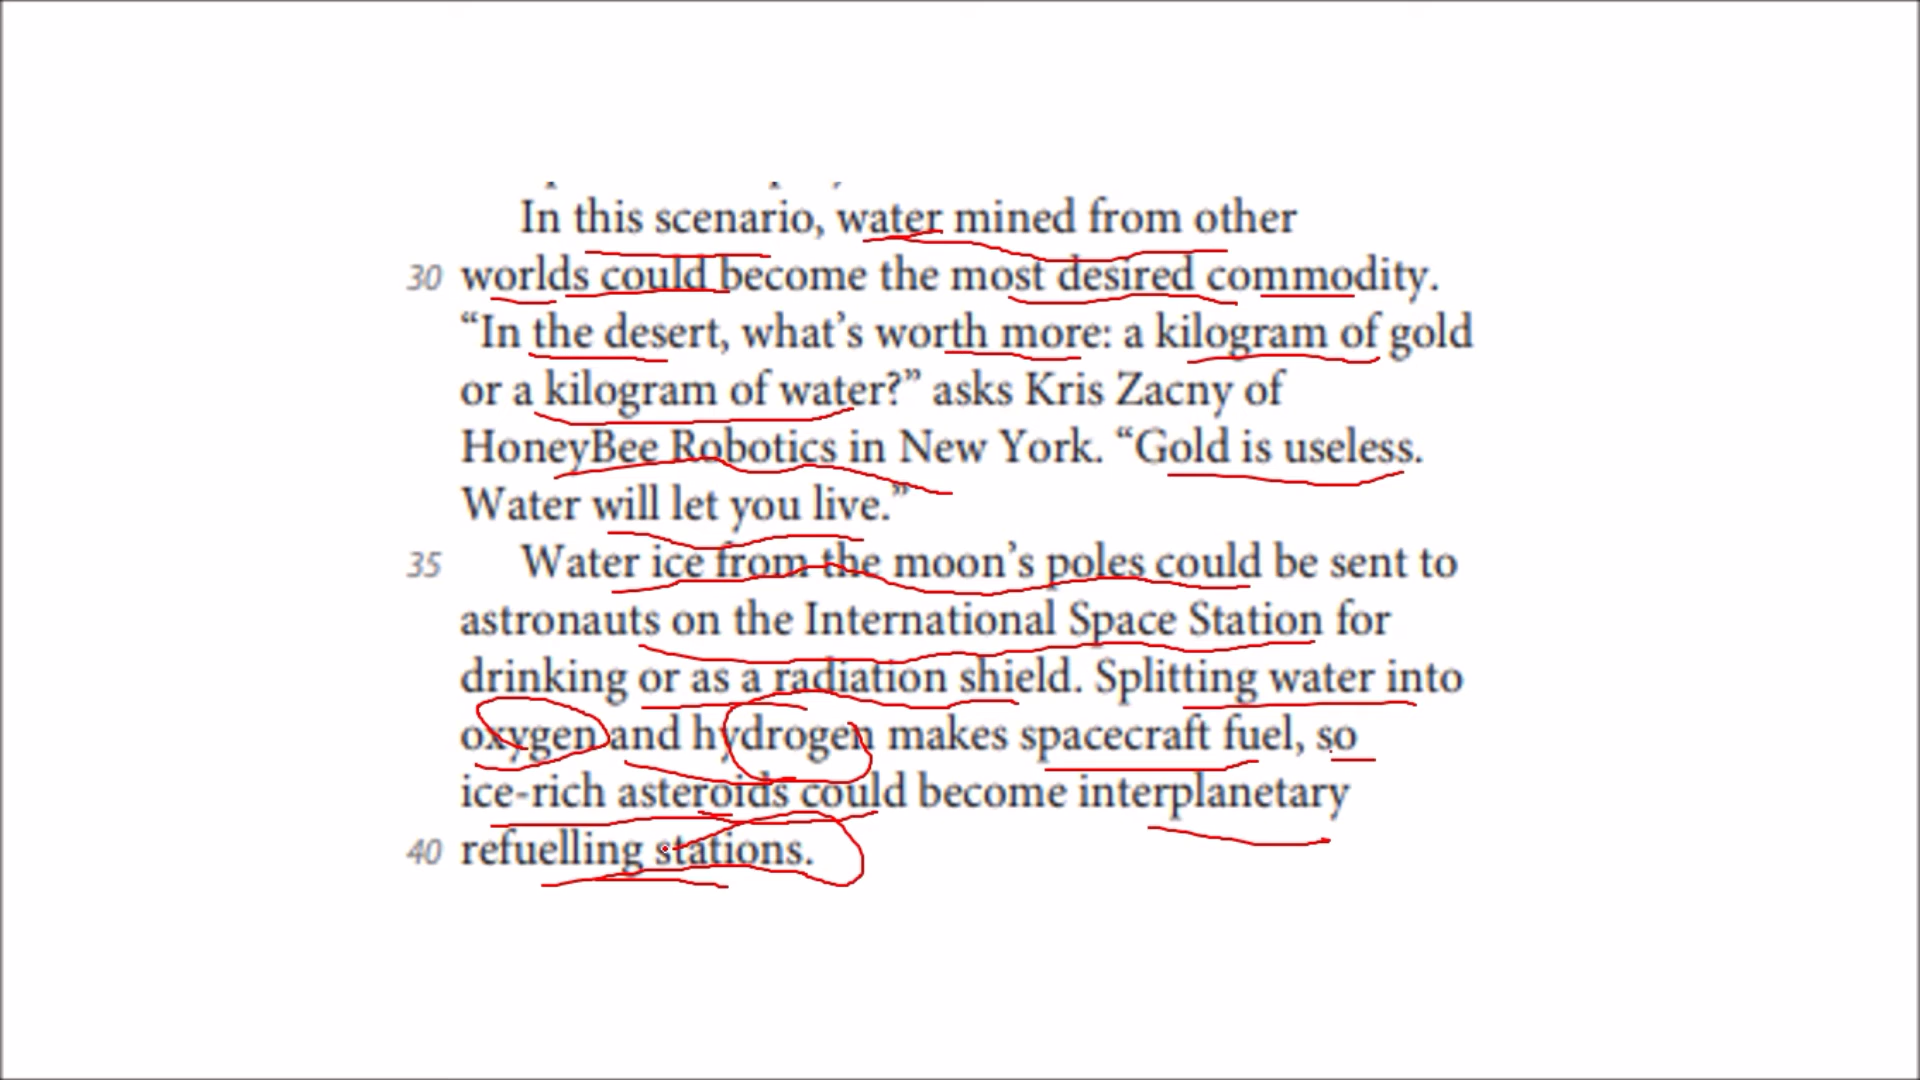 In this scenario, water mined from other
30 worlds could become the most desired commodity.
“In the desert, what’s worth more: a kilogram of gold
or a kilogram of water?” asks Kris Zacny of
HoneyBee Robotics in New York. “Gold is useless.
Water will let you live.”
35 Water ice from the moon’s poles could be sent to
astronauts on the International Space Station for
drinking or as a radiation shield. Splitting water into
oxygen and hydrogen makes spacecraft fuel, so
ice-rich asteroids could become interplanetary
40 refuelling stations.